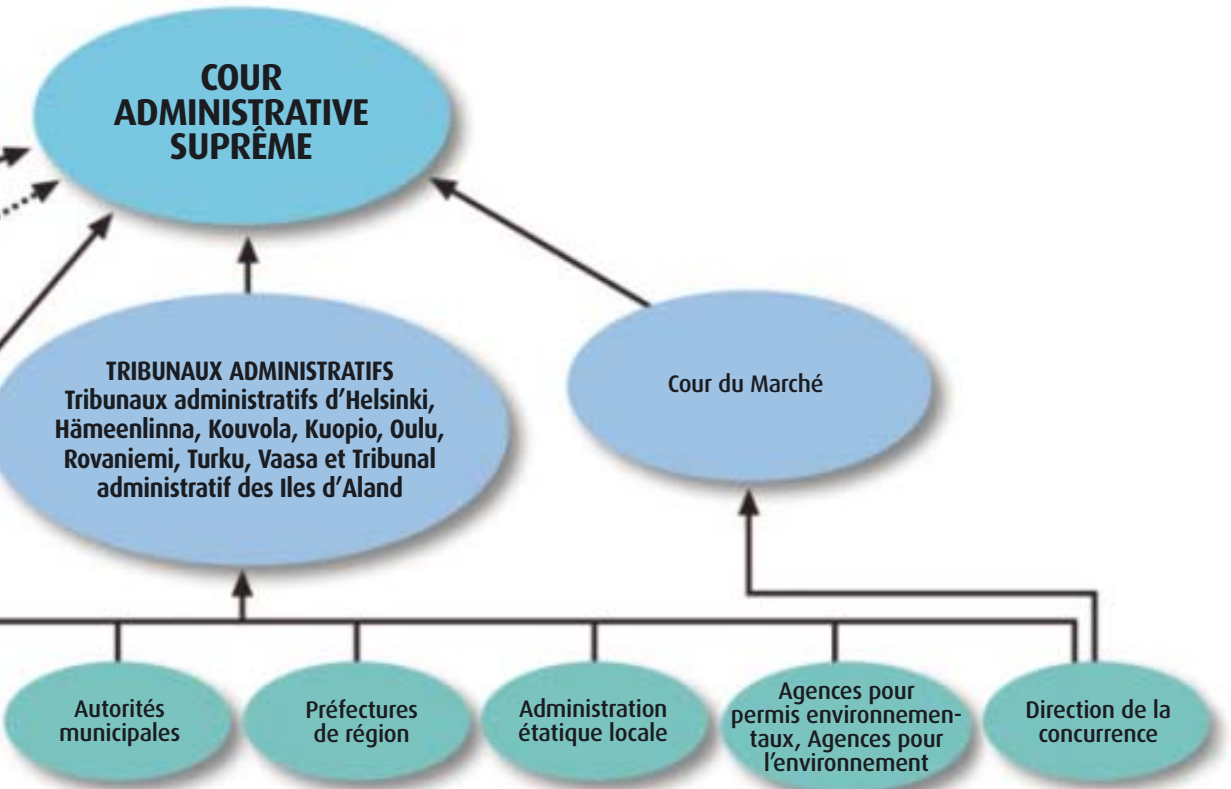 COUR
ADMINISTRATIVE
SUPRÊME
TRIBUNAUX ADMINISTRATIFS
Tribunaux administratifs d’Helsinki,
Hämeenlinna, Kouvola, Kuopio, Oulu,
Rovaniemi, Turku, Vaasa et Tribunal
administratif des Iles d’Aland
Cour du Marché
Autorités
municipales
Préfectures
de région
Administration
étatique locale
Agences pour
permis environnemen-
taux, Agences pour
l’environnement
Direction de la
concurrence